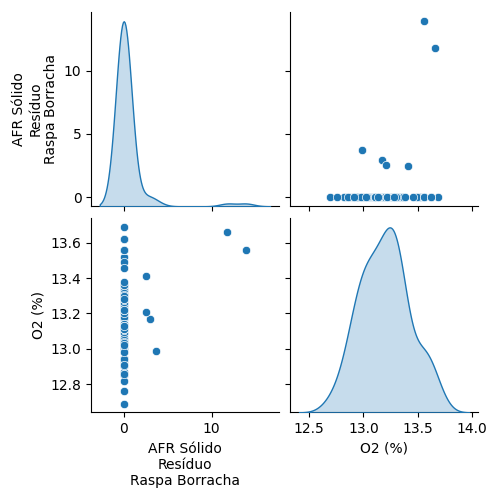 AFR Sólido
Resíduo
Raspa Borracha
10
5
0
O2 (%)
13.6
13.4
13.2
13.0
12.8
0
10
AFR Sólido
Resíduo
Raspa Borracha
12.5
13.0
13.5
14.0
O2 (%)